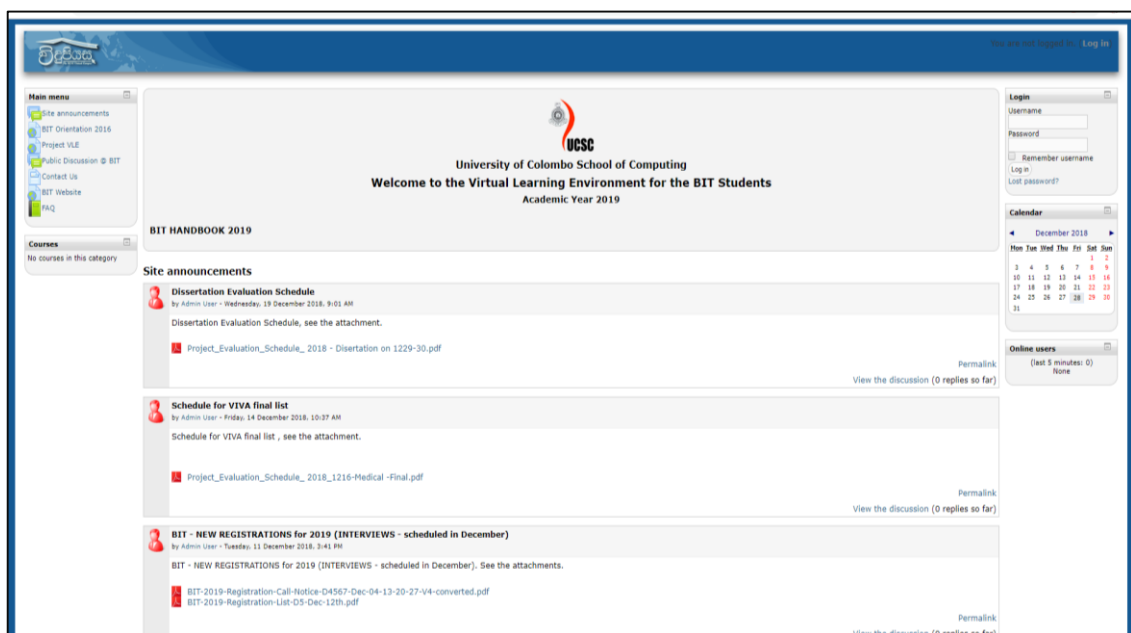 විදුපියස
You are not logged in. Log in
Main menu
Site announcements
BIT Orientation 2016
Project VLE
Public Discussion @ BIT
Contact Us
BIT Website
FAQ
Courses
No courses in this category
UCSC
University of Colombo School of Computing
Welcome to the Virtual Learning Environment for the BIT Students
Academic Year 2019
BIT HANDBOOK 2019
Site announcements
Dissertation Evaluation Schedule
by Admin User - Wednesday, 19 December 2018, 9:01 AM
Dissertation Evaluation Schedule, see the attachment.
Project_Evaluation_Schedule_ 2018 - Disertation on 1229-30.pdf
Permalink
View the discussion (0 replies so far)
Schedule for VIVA final list
by Admin User - Friday, 14 December 2018, 10:37 AM
Schedule for VIVA final list , see the attachment.
Project_Evaluation_Schedule_ 2018_1216-Medical -Final.pdf
Permalink
View the discussion (0 replies so far)
BIT - NEW REGISTRATIONS for 2019 (INTERVIEWS - scheduled in December)
by Admin User - Tuesday, 11 December 2018, 3:41 PM
BIT - NEW REGISTRATIONS for 2019 (INTERVIEWS - scheduled in December). See the attachments.
BIT-2019-Registration-Call-Notice-D4567-Dec-04-13-20-27-V4-converted.pdf
BIT-2019-Registration-List-D5-Dec-12th.pdf
Permalink
View the discussion (0 replies so far)
Login
Username
Password
Remember username
Log in
Lost password?
Calendar
◄ December 2018 ►
Mon Tue Wed Thu Fri Sat Sun
1 2
3 4 5 6 7 8 9
10 11 12 13 14 15 16
17 18 19 20 21 22 23
24 25 26 27 28 29 30
31
Online users
(last 5 minutes: 0)
None